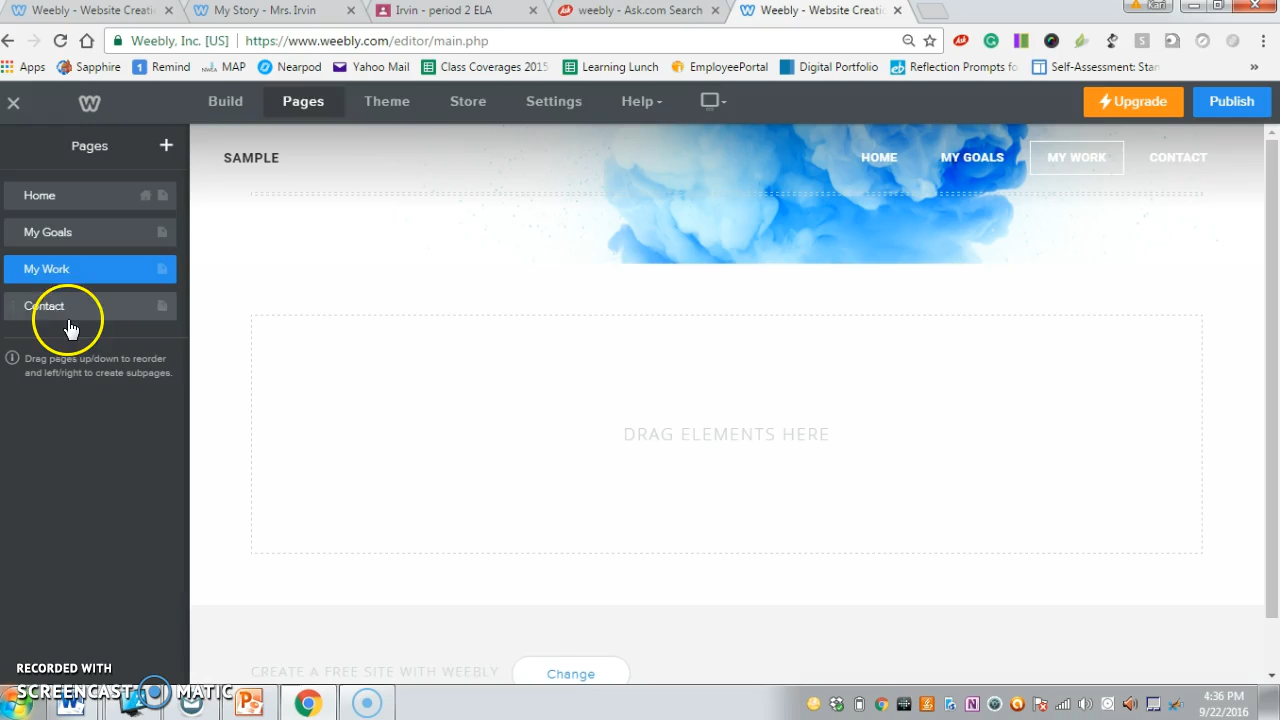 Weebly - Website Creati
My Story - Mrs. Irvin
Irvin - period 2 ELA
weebly - Ask.com Search
Weebly - Website Creati
Kari
Weebly, Inc. [US]
https://www.weebly.com/editor/main.php
Apps
Sapphire
Remind
MAP
Nearpod
Yahoo Mail
Class Coverages 2015
Learning Lunch
EmployeePortal
Digital Portfolio
Reflection Prompts fo
Self-Assessment: Stan
Build
Pages
Theme
Store
Settings
Help
Upgrade
Publish
Pages
SAMPLE
HOME
MY GOALS
MY WORK
CONTACT
Home
My Goals
My Work
Contact
Drag pages up/down to reorder
and left/right to create subpages.
DRAG ELEMENTS HERE
CREATE A FREE SITE WITH WEEBLY
Change
RECORDED WITH
SCREENCAST MATIC
4:36 PM
9/22/2016